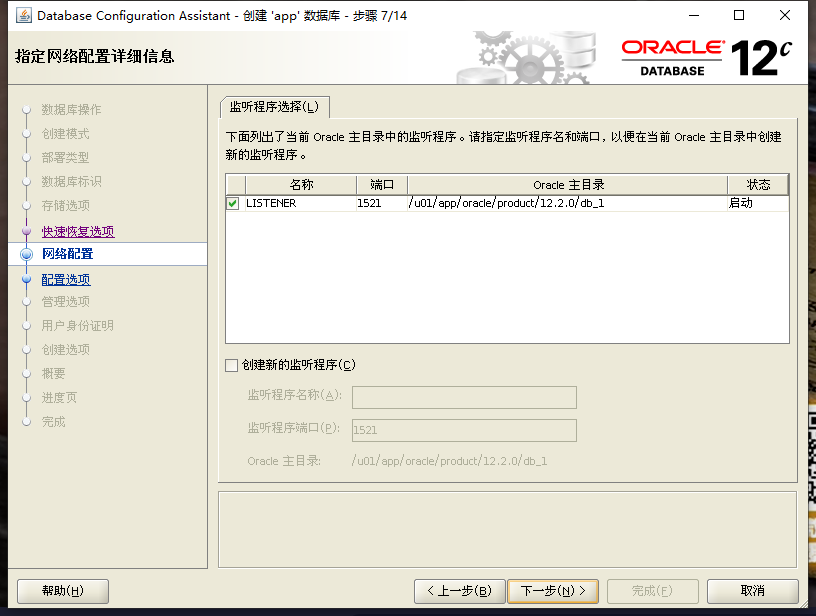 Database Configuration Assistant - 创建 'app' 数据库 - 步骤 7/14
指定网络配置详细信息
ORACLE
DATABASE
12c
数据库操作
创建模式
部署类型
数据库标识
存储选项
快速恢复选项
网络配置
配置选项
管理选项
用户身份证明
创建选项
概要
进度页
完成
监听程序选择(L)
下面列出了当前 Oracle 主目录中的监听程序。请指定监听程序名和端口，以便在当前 Oracle 主目录中创建
新的监听程序。
名称 端口 Oracle 主目录 状态
LISTENER 1521 /u01/app/oracle/product/12.2.0/db_1 启动
创建新的监听程序(C)
监听程序名称(A):
监听程序端口(P): 1521
Oracle 主目录: /u01/app/oracle/product/12.2.0/db_1
帮助(H) < 上一步(B) 下一步(N) > 完成(F) 取消